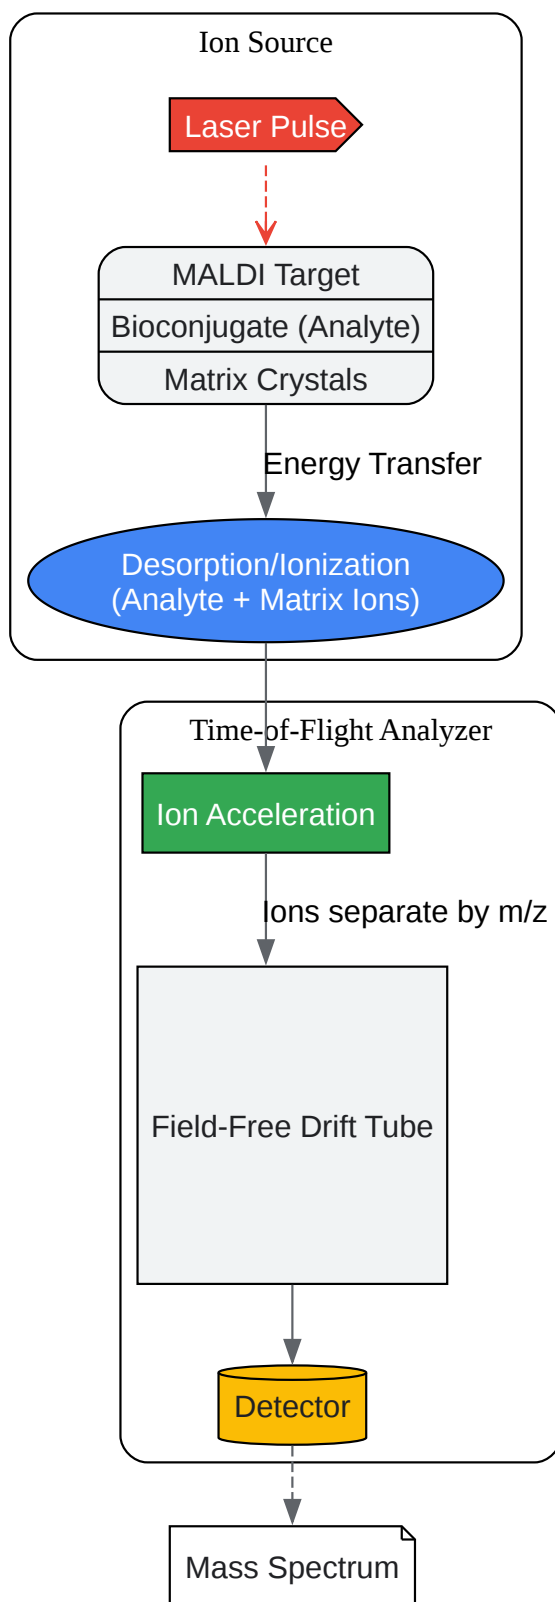 Ion Source
Laser Pulse
MALDI Target
Bioconjugate (Analyte)
Matrix Crystals
Energy Transfer
Desorption/Ionization
(Analyte + Matrix Ions)
Time-of-Flight Analyzer
Ion Acceleration
Ions separate by m/z
Field-Free Drift Tube
Detector
Mass Spectrum